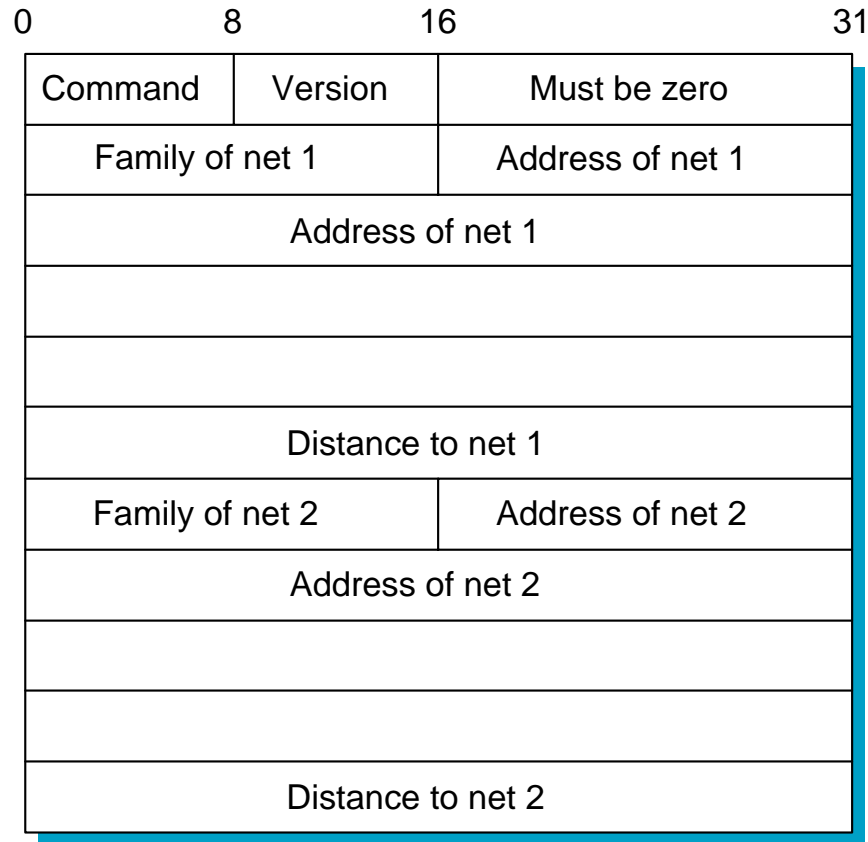 0 8 16 31
Command Version Must be zero
Family of net 1 Address of net 1
Address of net 1
Distance to net 1
Family of net 2 Address of net 2
Address of net 2
Distance to net 2